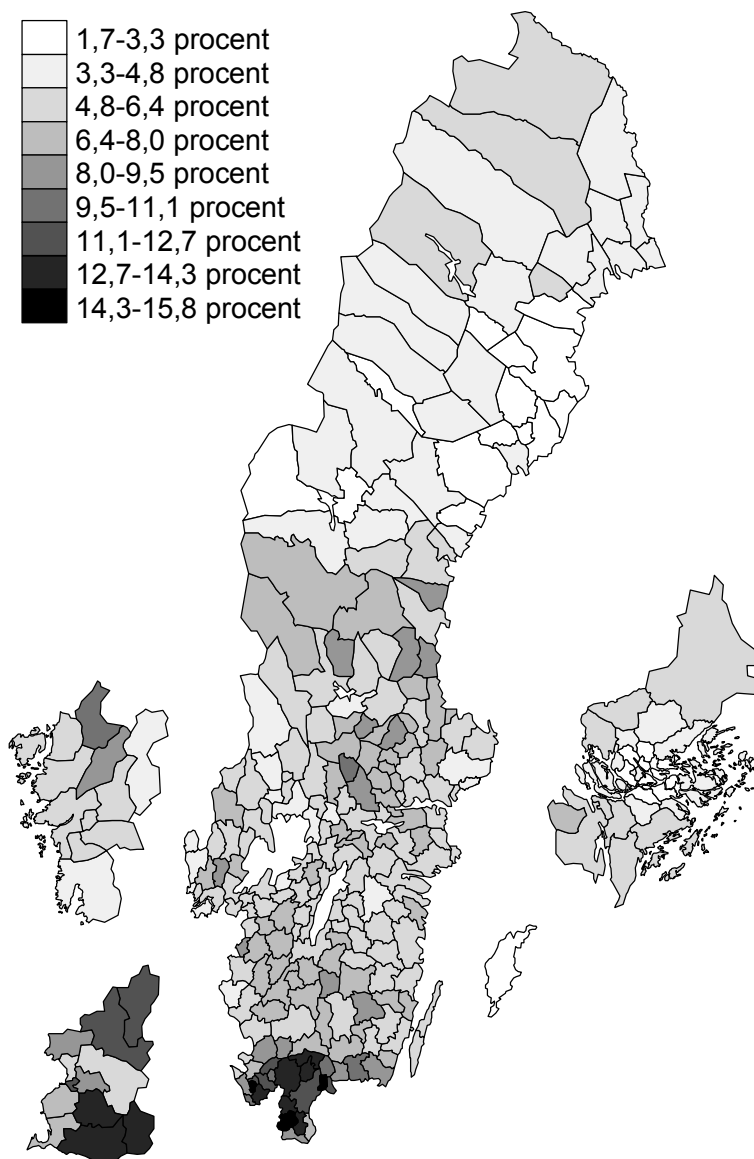 1,7–3,3 procent
3,3–4,8 procent
4,8–6,4 procent
6,4–8,0 procent
8,0–9,5 procent
9,5–11,1 procent
11,1–12,7 procent
12,7–14,3 procent
14,3–15,8 procent